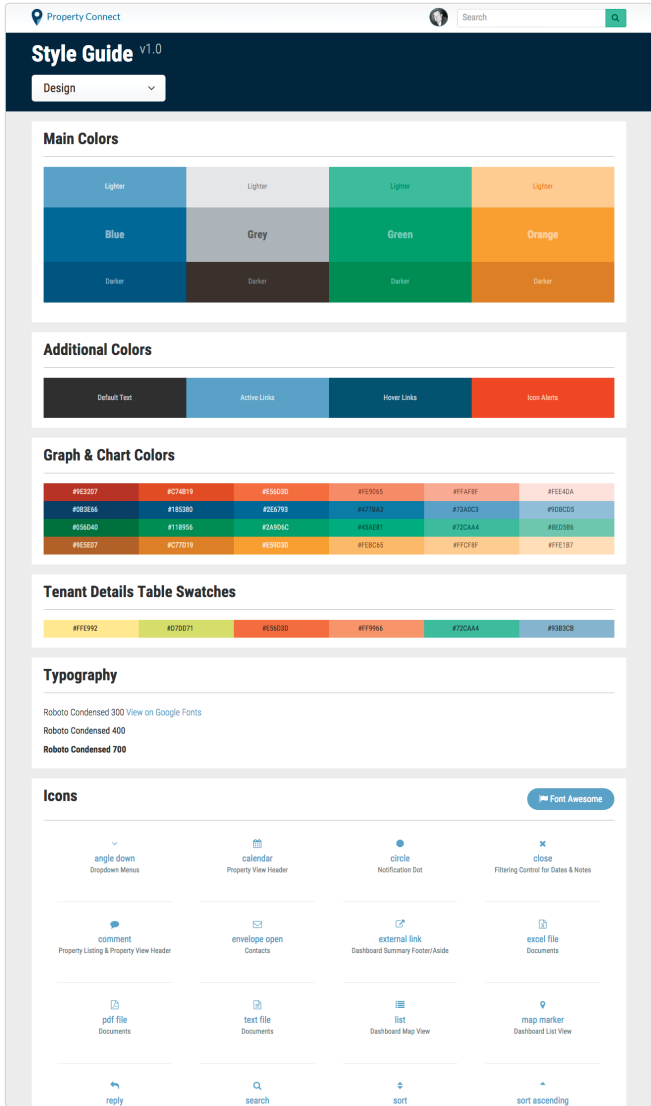 Property Connect
Search
Style Guide v1.0
Design
Main Colors
Lighter Lighter Lighter Lighter
Blue Grey Green Orange
Darker Darker Darker Darker
Additional Colors
Default Text Active Links Hover Links Icon Alerts
Graph & Chart Colors
#9E3207 #C74B19 #E56D3D #FE9065 #FFAF8F #FEE4DA
#0B3E66 #185380 #2E6793 #477BA3 #73A0C3 #9DBCD5
#056D40 #118956 #2A9D6C #45AE81 #72CAA4 #8ED5B6
#9E5E07 #C77D19 #E59D3D #FEBC65 #FFCF8F #FFE1B7
Tenant Details Table Swatches
#FFE992 #D7DD71 #E56D3D #FF9966 #72CAA4 #93B3CB
Typography
Roboto Condensed 300 View on Google Fonts
Roboto Condensed 400
Roboto Condensed 700
Icons
Font Awesome
angle down calendar circle close
Dropdown Menus Property View Header Notification Dot Filtering Control for Dates & Notes
comment envelope open external link excel file
Property Listing & Property View Header Contacts Dashboard Summary Footer/Aside Documents
pdf file text file list map marker
Documents Documents Dashboard Map View Dashboard List View
reply search sort sort ascending